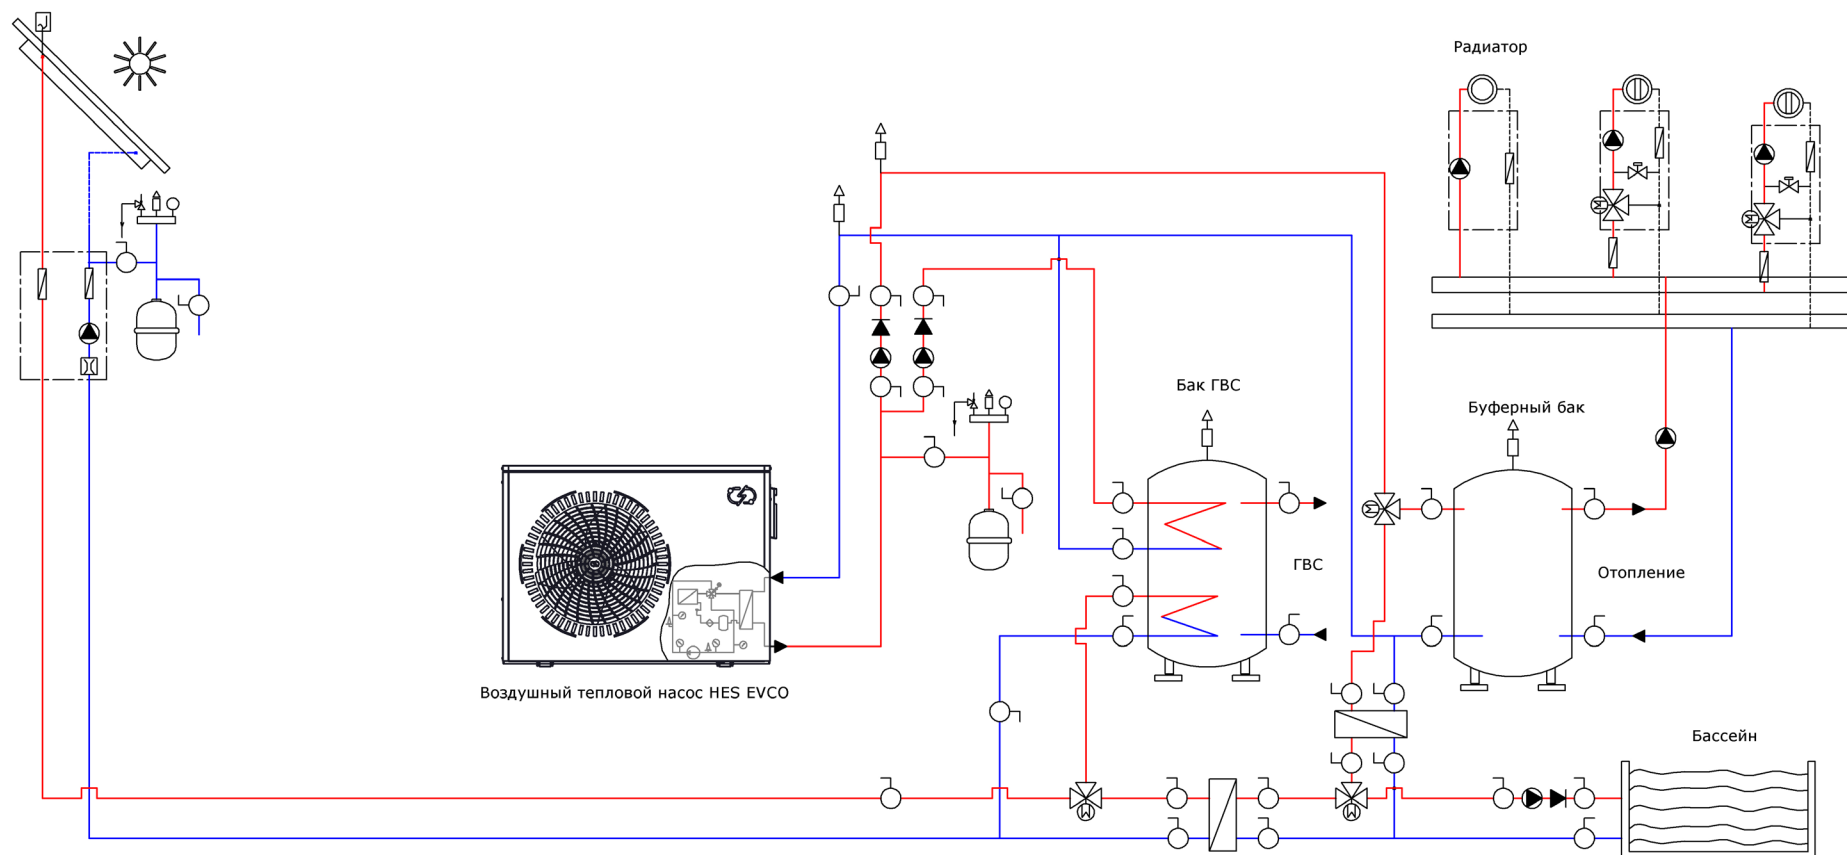 Радиатор
Бак ГВС
Буферный бак
ГВС
Отопление
Воздушный тепловой насос HES EVCO
Бассейн